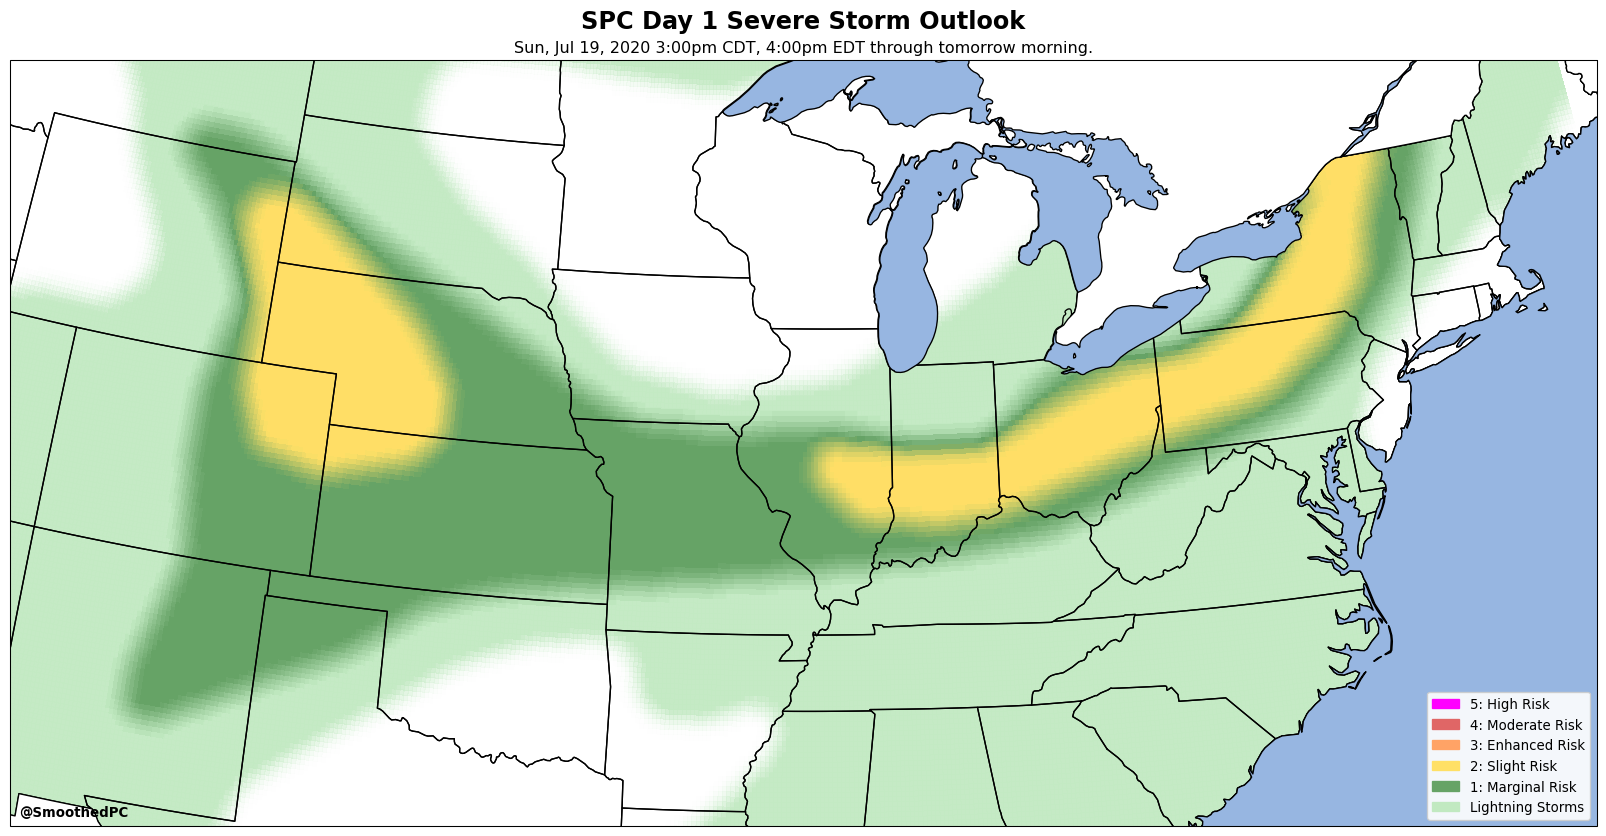 SPC Day 1 Severe Storm Outlook
Sun, Jul 19, 2020 3:00pm CDT, 4:00pm EDT through tomorrow morning.
5: High Risk
4: Moderate Risk
3: Enhanced Risk
2: Slight Risk
1: Marginal Risk
Lightning Storms
@SmoothedPC